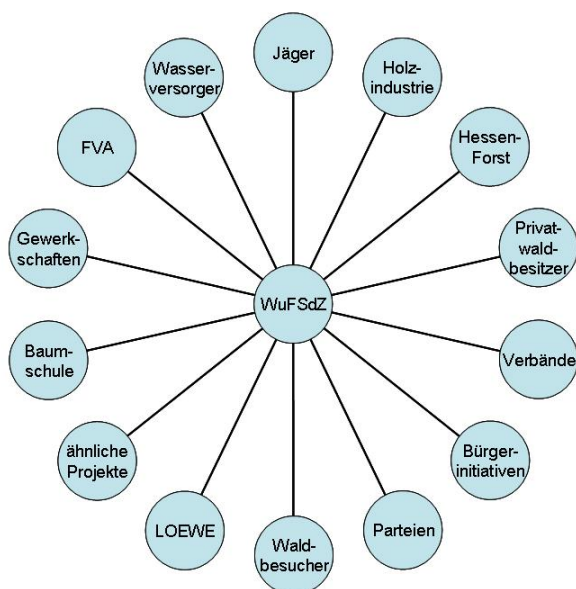 Jäger
Holz-
industrie
Hessen-
Forst
Privat-
wald-
besitzer
Verbände
Bürger-
initiativen
Parteien
Wald-
besucher
LOEWE
ähnliche
Projekte
Baum-
schule
Gewerk-
schaften
FVA
Wasser-
versorger
WuFSdZ